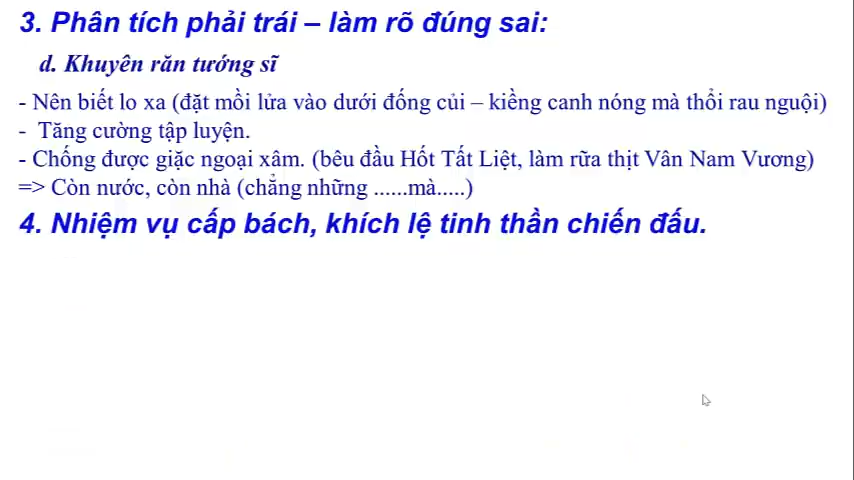 3. Phân tích phải trái – làm rõ đúng sai:
d. Khuyên răn tướng sĩ
- Nên biết lo xa (đặt mồi lửa vào dưới đống củi – kiềng canh nóng mà thổi rau nguội)
- Tăng cường tập luyện.
- Chống được giặc ngoại xâm. (bêu đầu Hốt Tất Liệt, làm rữa thịt Vân Nam Vương)
=> Còn nước, còn nhà (chẳng những ......mà.....)
4. Nhiệm vụ cấp bách, khích lệ tinh thần chiến đấu.